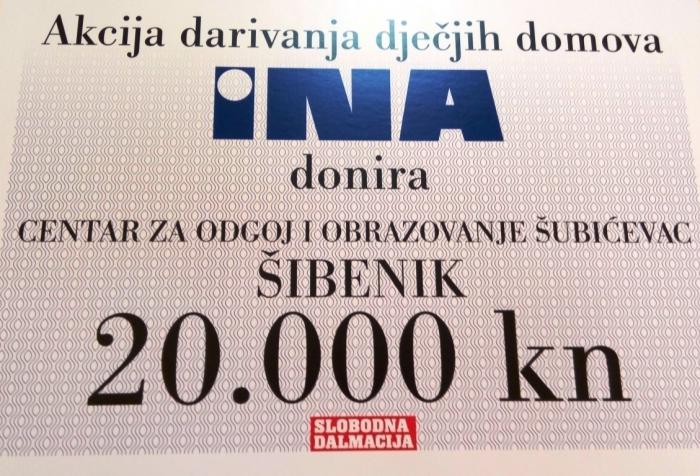 Akcija darivanja dječjih domova
iNA
donira
CENTAR ZA ODGOJ I OBRAZOVANJE ŠUBIĆEVAC
ŠIBENIK
20.000 kn
SLOBODNA
DALMACIJA